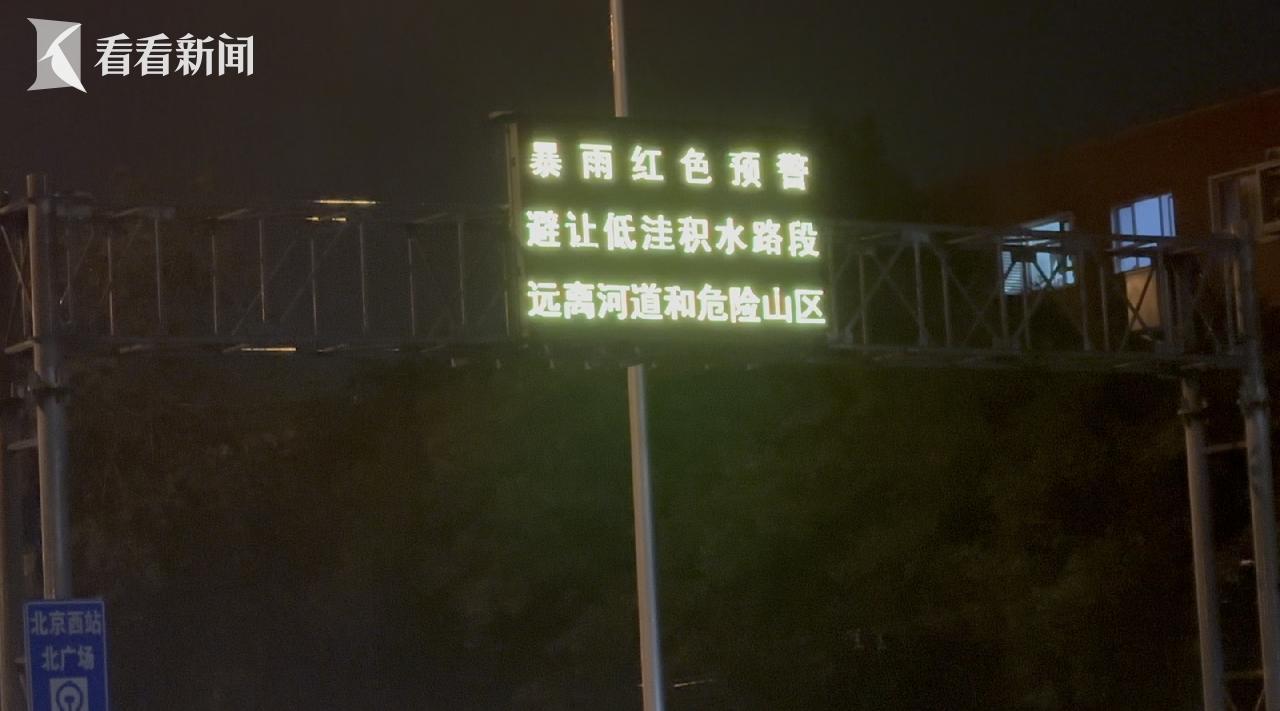 看看新闻
暴雨红色预警
避让低洼积水路段
远离河道和危险山区
北京西站
北广场